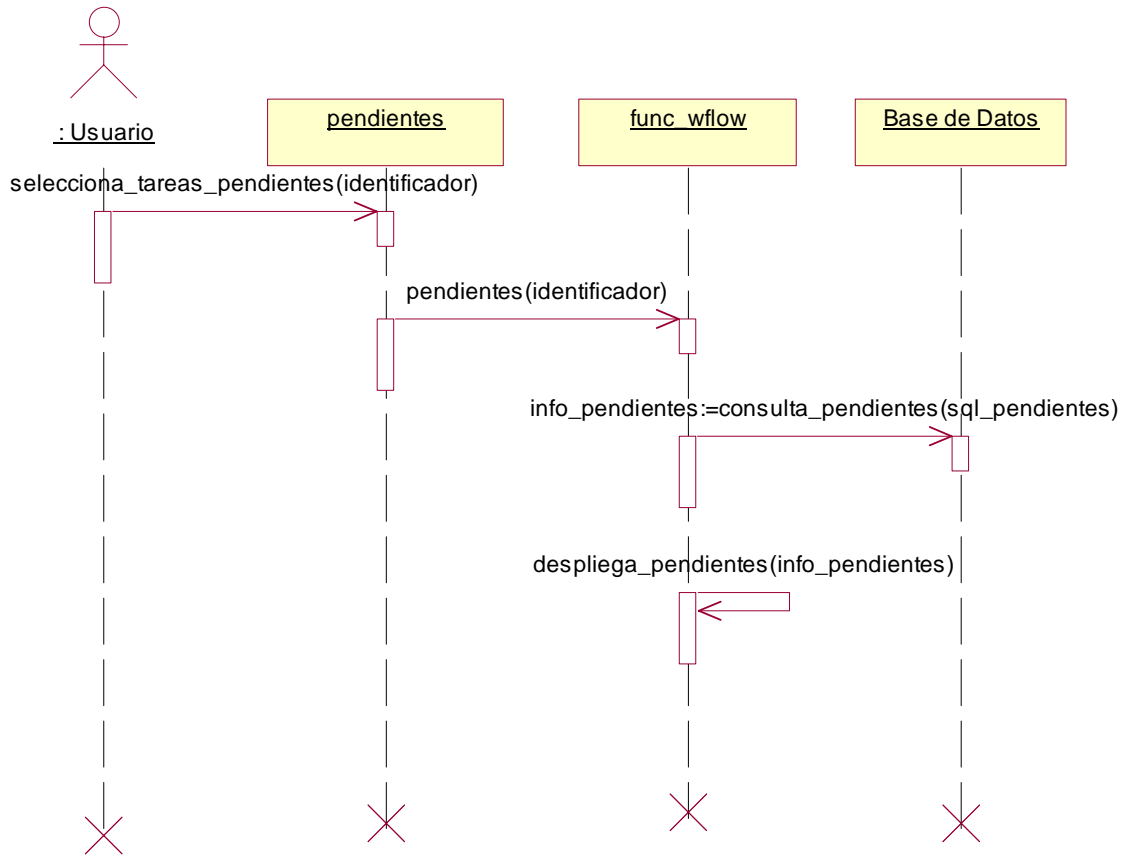 : Usuario
pendientes
func_wflow
Base de Datos
selecciona_tareas_pendientes(identificador)
pendientes(identificador)
info_pendientes:=consulta_pendientes(sql_pendientes)
despliega_pendientes(info_pendientes)